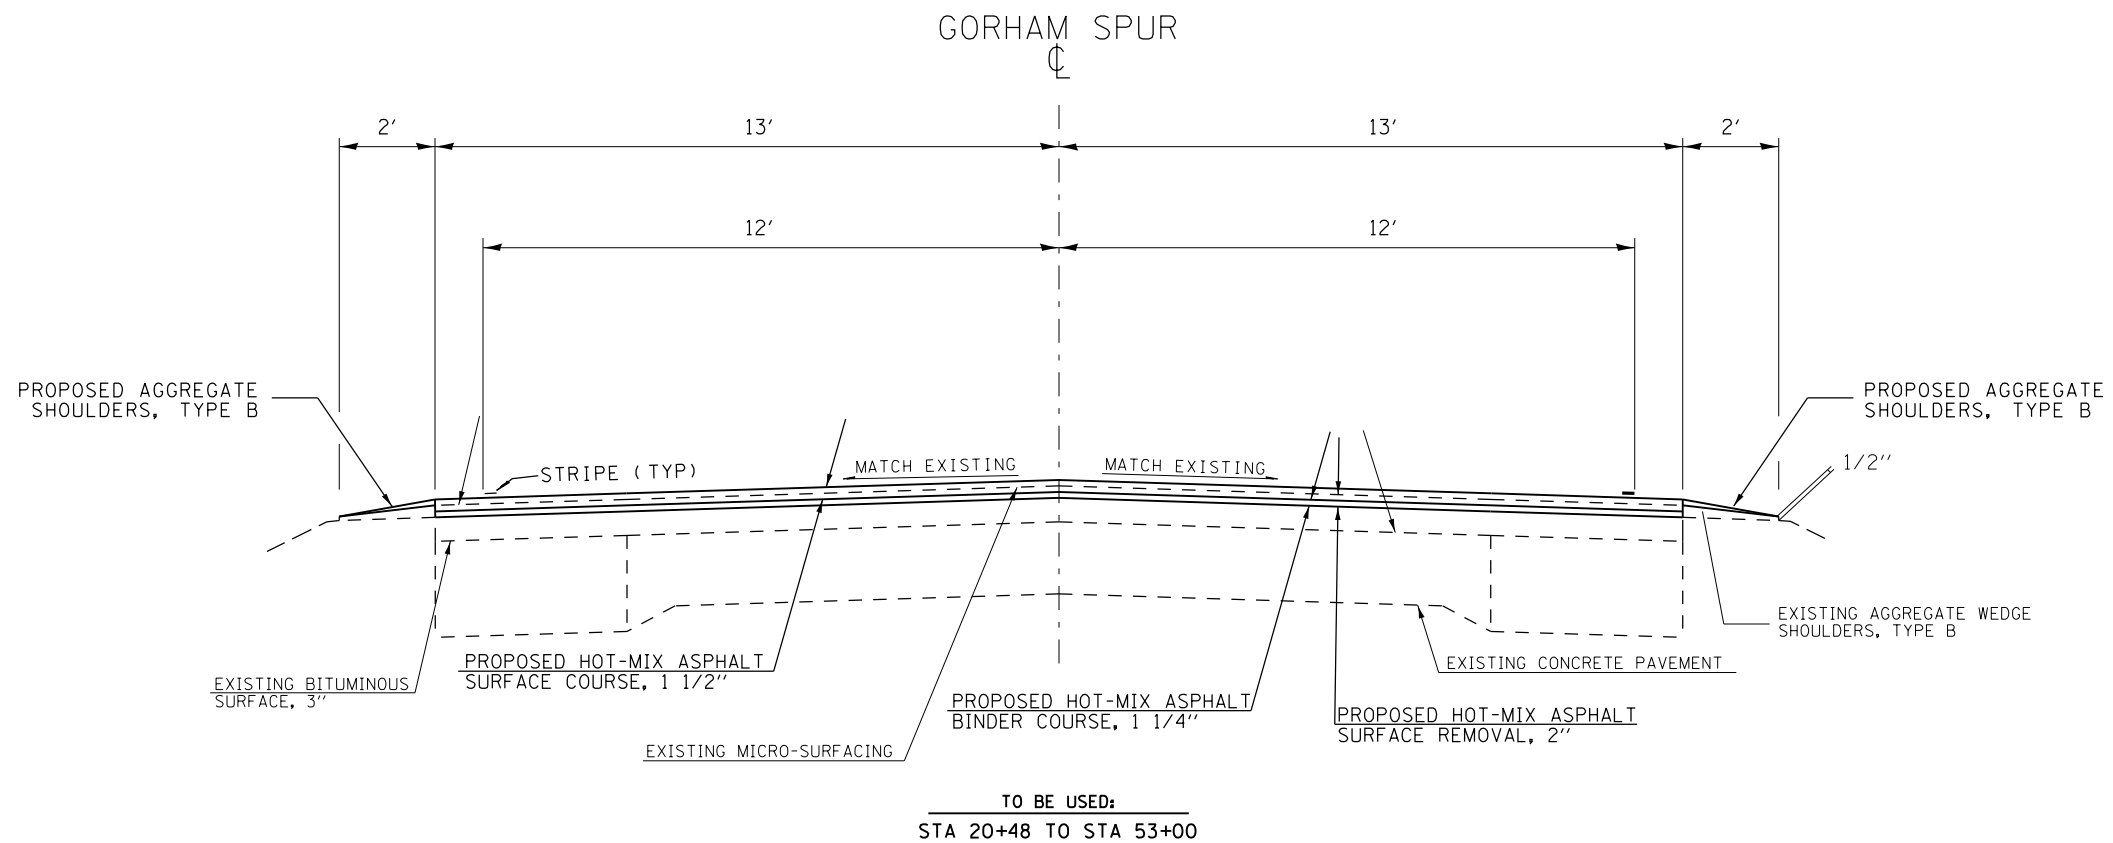 GORHAM SPUR
℄
2′ 13′ 13′ 2′
12′ 12′
PROPOSED AGGREGATE
SHOULDERS, TYPE B
STRIPE (TYP)
MATCH EXISTING
MATCH EXISTING
PROPOSED AGGREGATE
SHOULDERS, TYPE B
1/2″
EXISTING AGGREGATE WEDGE
SHOULDERS, TYPE B
EXISTING BITUMINOUS
SURFACE, 3″
PROPOSED HOT-MIX ASPHALT
SURFACE COURSE, 1 1/2″
EXISTING MICRO-SURFACING
PROPOSED HOT-MIX ASPHALT
BINDER COURSE, 1 1/4″
PROPOSED HOT-MIX ASPHALT
SURFACE REMOVAL, 2″
EXISTING CONCRETE PAVEMENT
TO BE USED:
STA 20+48 TO STA 53+00